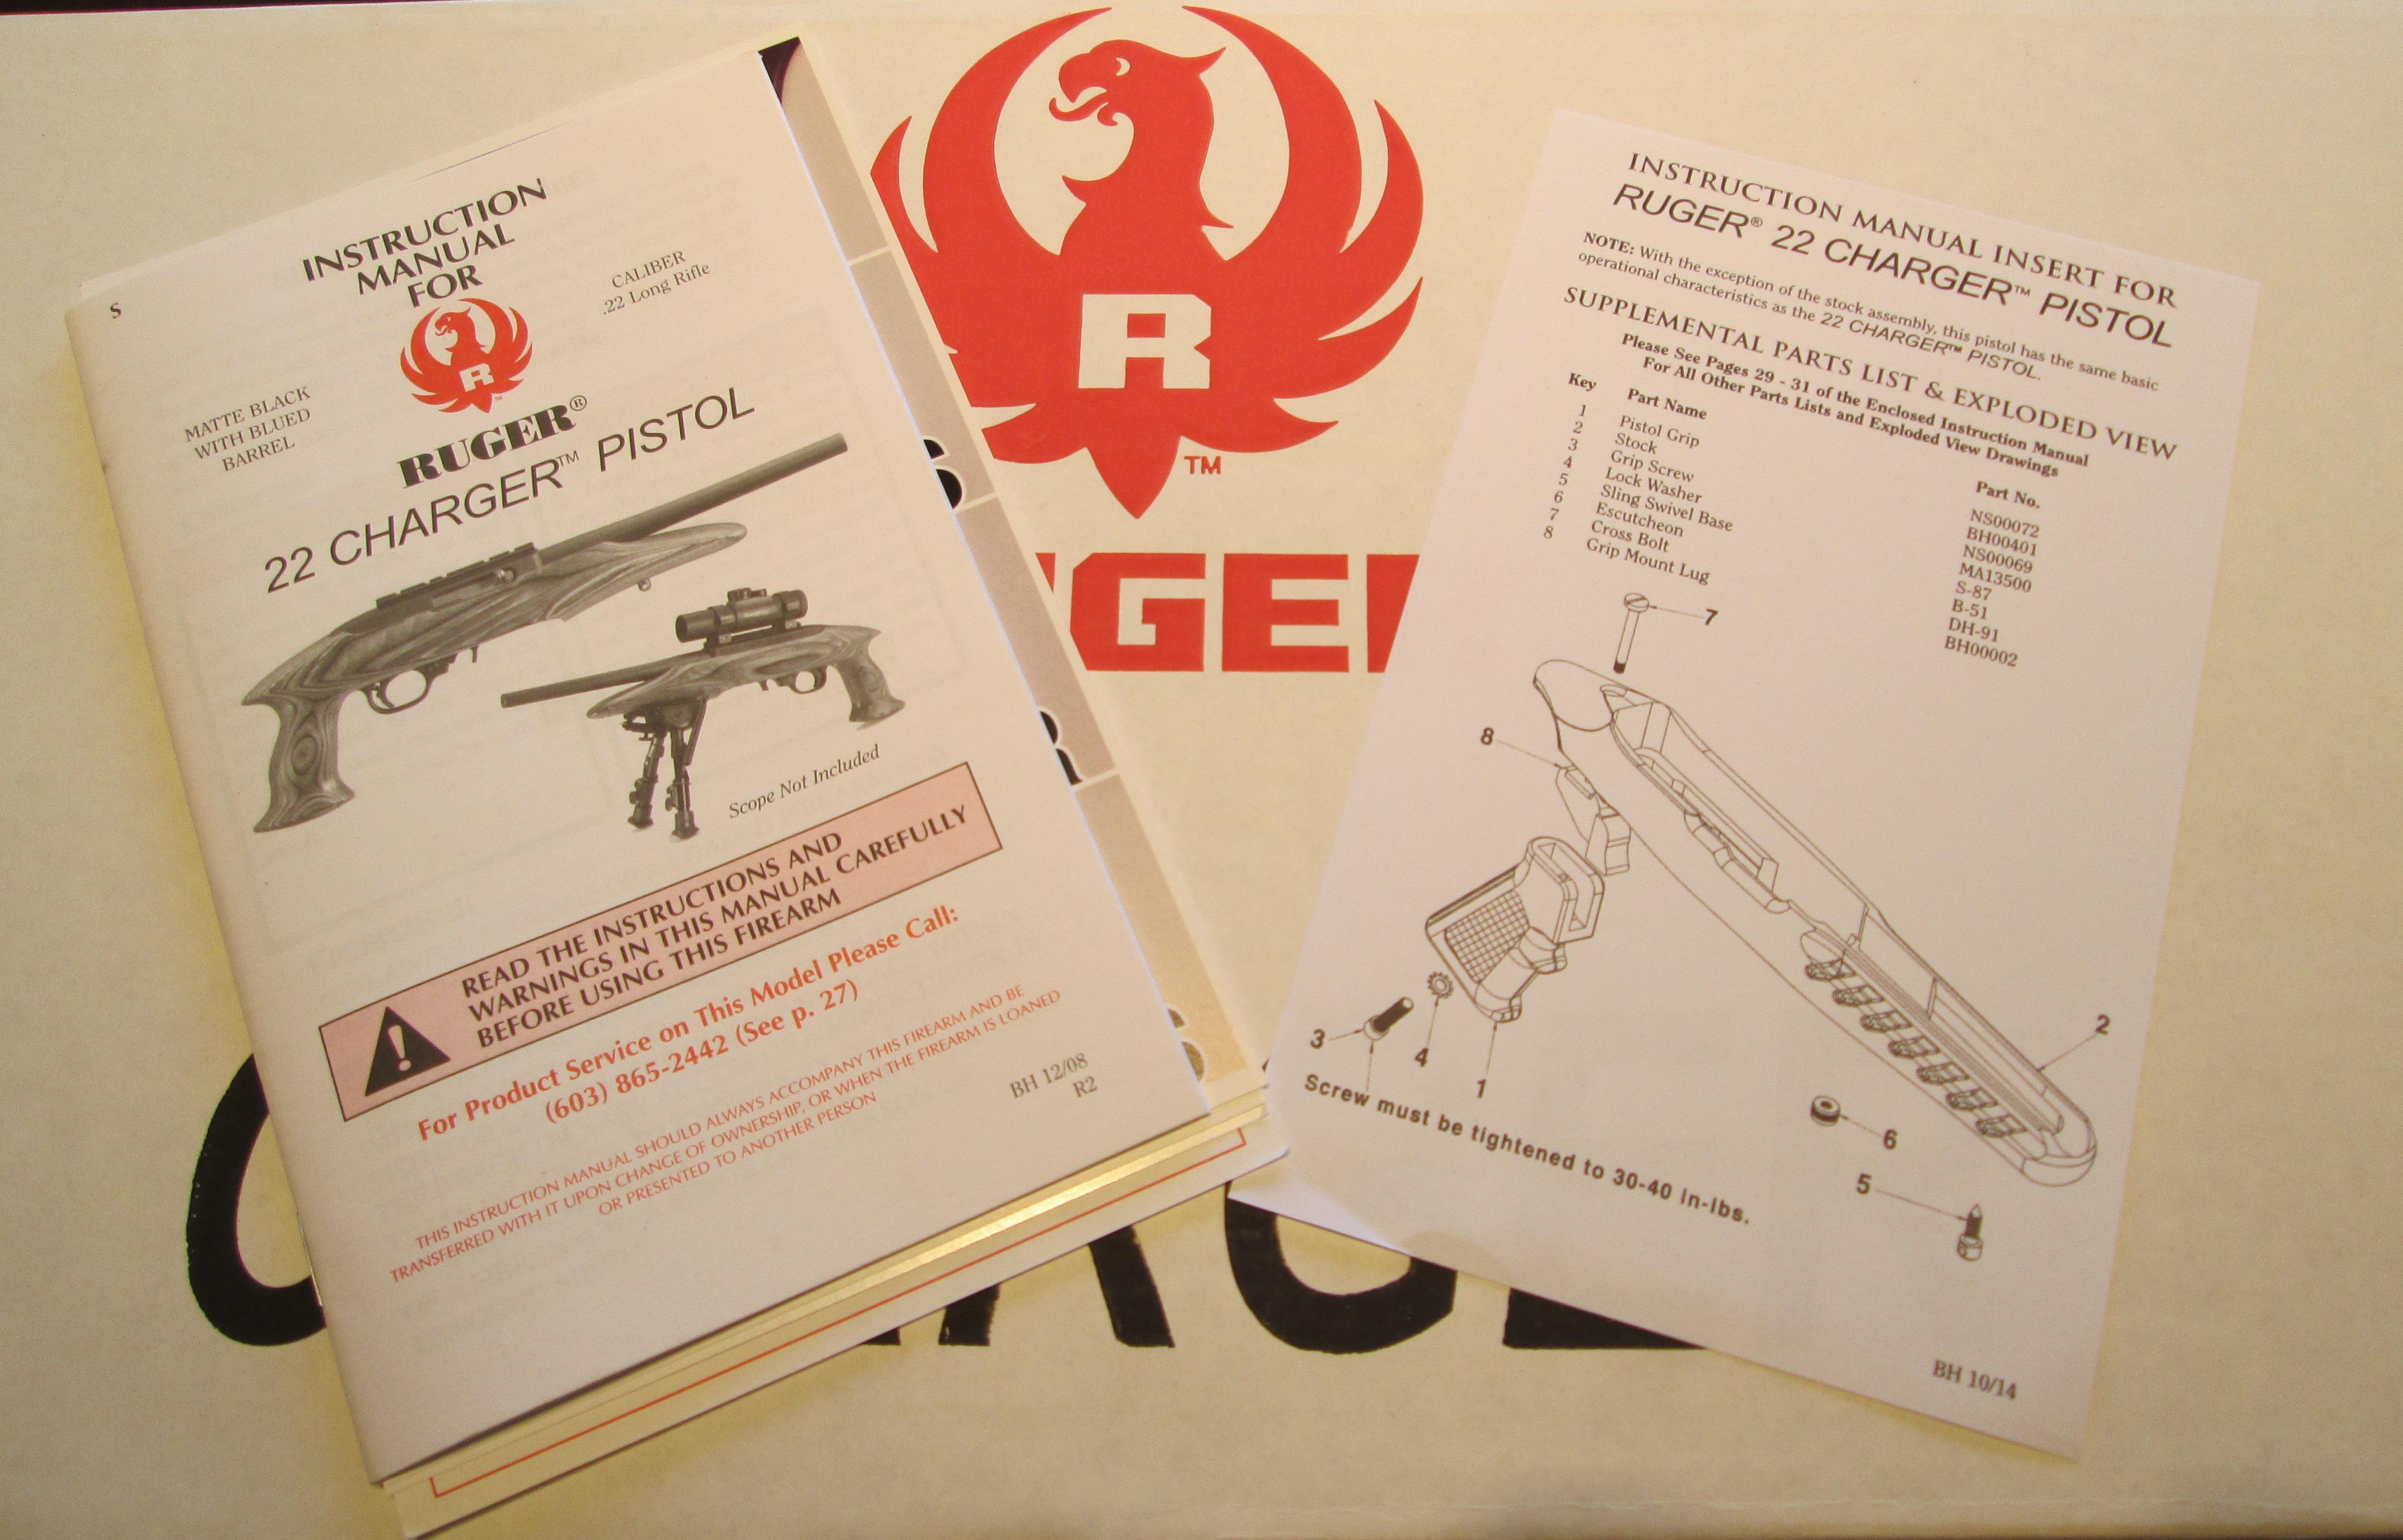 S
INSTRUCTION
MANUAL
FOR
CALIBER
.22 Long Rifle
MATTE BLACK
WITH BLUED
BARREL
R
™
RUGER®
22 CHARGER™ PISTOL
Scope Not Included
READ THE INSTRUCTIONS AND
WARNINGS IN THIS MANUAL CAREFULLY
BEFORE USING THIS FIREARM
For Product Service on This Model Please Call:
(603) 865-2442 (See p. 27)
THIS INSTRUCTION MANUAL SHOULD ALWAYS ACCOMPANY THIS FIREARM AND BE
TRANSFERRED WITH IT UPON CHANGE OF OWNERSHIP, OR WHEN THE FIREARM IS LOANED
OR PRESENTED TO ANOTHER PERSON
BH 12/08
R2
R
TM
GE
INSTRUCTION MANUAL INSERT FOR
RUGER® 22 CHARGER™ PISTOL
NOTE: With the exception of the stock assembly, this pistol has the same basic
operational characteristics as the 22 CHARGER™ PISTOL.
SUPPLEMENTAL PARTS LIST & EXPLODED VIEW
Please See Pages 29 - 31 of the Enclosed Instruction Manual
For All Other Parts Lists and Exploded View Drawings
Key Part Name Part No.
1 Pistol Grip NS00072
2 Stock BH00401
3 Grip Screw NS00069
4 Lock Washer MA13500
5 Sling Swivel Base S-87
6 Escutcheon B-51
7 Cross Bolt DH-91
8 Grip Mount Lug BH00002
7
8
3
4
1
2
6
5
Screw must be tightened to 30-40 in-lbs.
BH 10/14